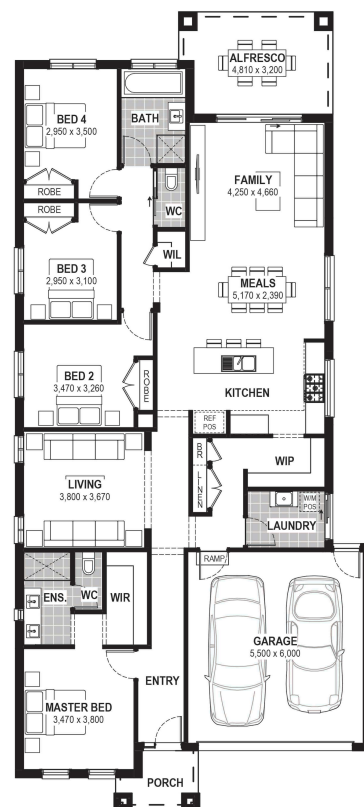 ALFRESCO
4,810 x 3,200
BED 4
2,950 x 3,500
BATH
ROBE
ROBE
WC
FAMILY
4,250 x 4,660
WIL
BED 3
2,950 x 3,100
MEALS
5,170 x 2,390
BED 2
3,470 x 3,260
ROBE
KITCHEN
REF
POS
LIVING
3,800 x 3,670
BR
LINEN
WIP
W/M
POS
LAUNDRY
RAMP
ENS.
WC
WIR
GARAGE
5,500 x 6,000
MASTER BED
3,470 x 3,800
ENTRY
PORCH